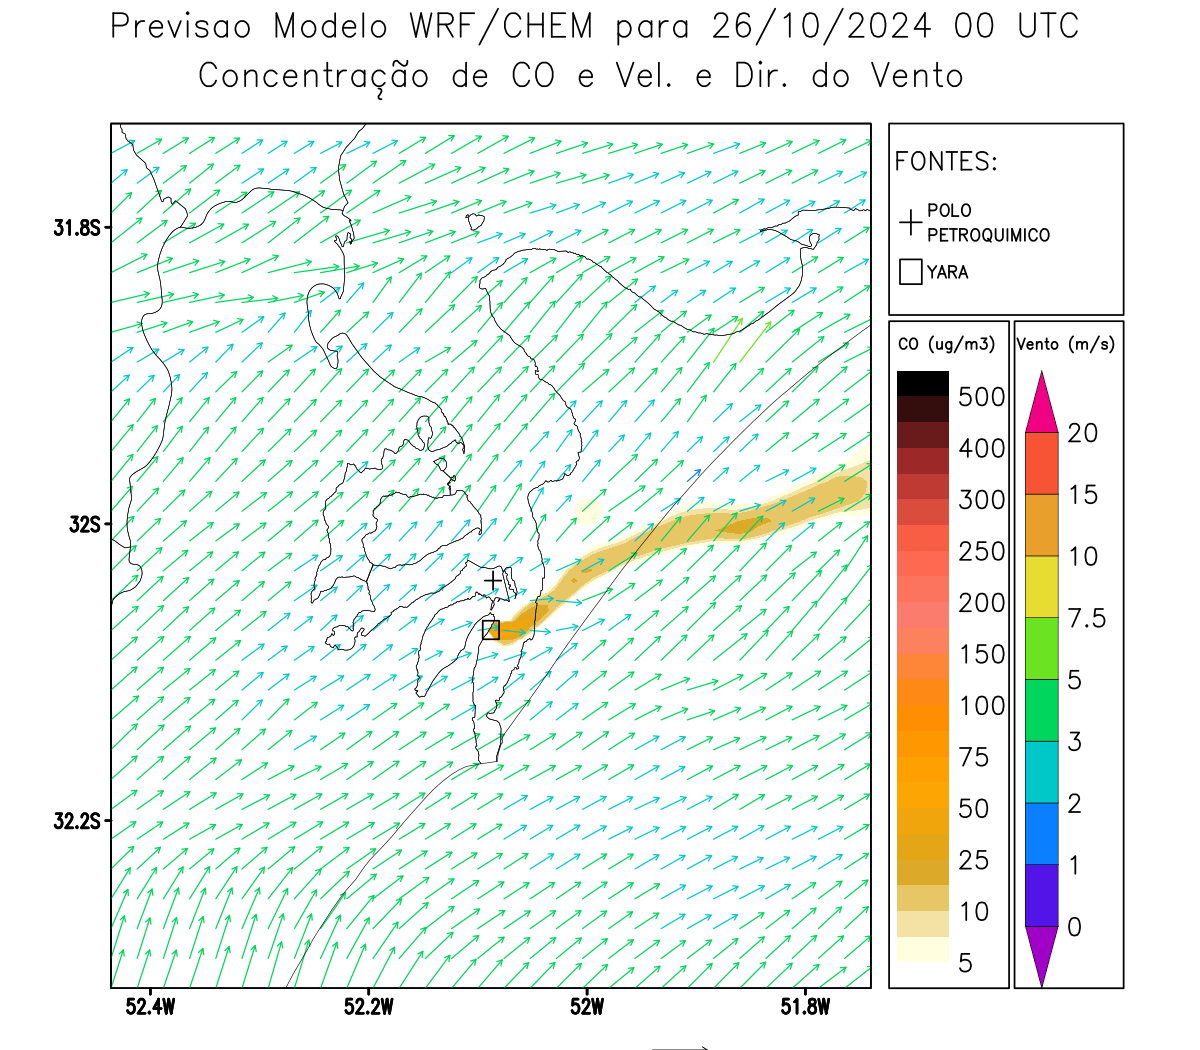 Previsao Modelo WRF/CHEM para 26/10/2024 00 UTC
Concentração de CO e Vel. e Dir. do Vento
FONTES:
POLO
PETROQUIMICO
YARA
CO (ug/m3)
500
400
300
250
200
150
100
75
50
25
10
5
Vento (m/s)
20
15
10
7.5
5
3
2
1
0
31.8S
32S
32.2S
52.4W
52.2W
52W
51.8W